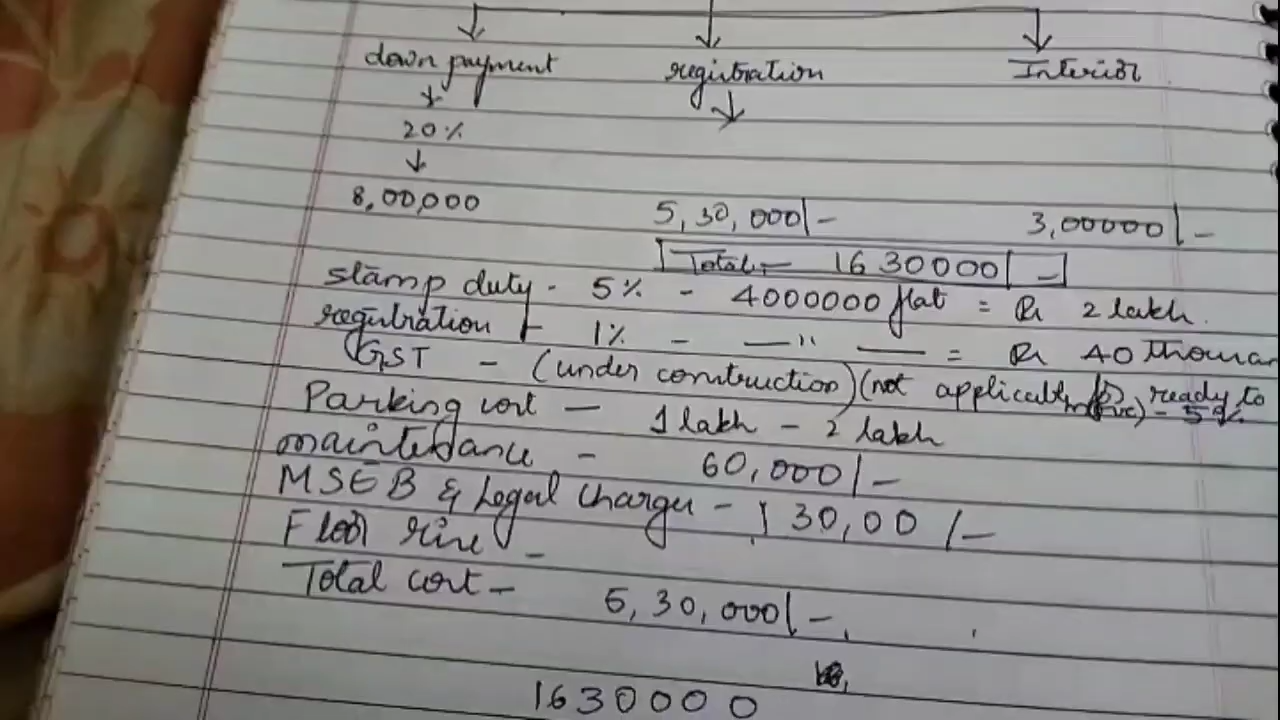 down payment registration Interior
20%
8,00,000 5,30,000/- 3,00000/-
Total - 1630000/-
stamp duty - 5% - 4000000 flat = Rs 2 lakh.
registration - 1% - —"— = Rs 40 Thousan
GST - (under construction) (not applicable for ready to move) - 5%
Parking cost - 1 lakh - 2 lakh
maintenance - 60,000/-
MSEB & Legal Charges - 130,00/-
Floor rise -
Total cost - 5,30,000/-
1630000